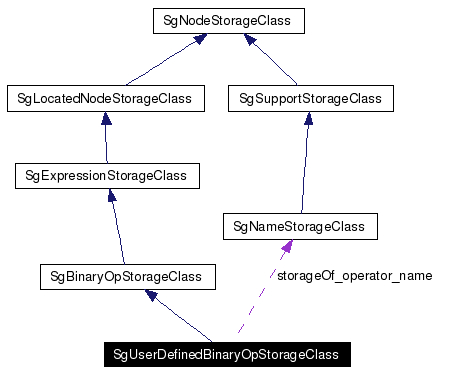 SgNodeStorageClass
SgLocatedNodeStorageClass
SgSupportStorageClass
SgExpressionStorageClass
SgNameStorageClass
SgBinaryOpStorageClass
storageOf_operator_name
SgUserDefinedBinaryOpStorageClass